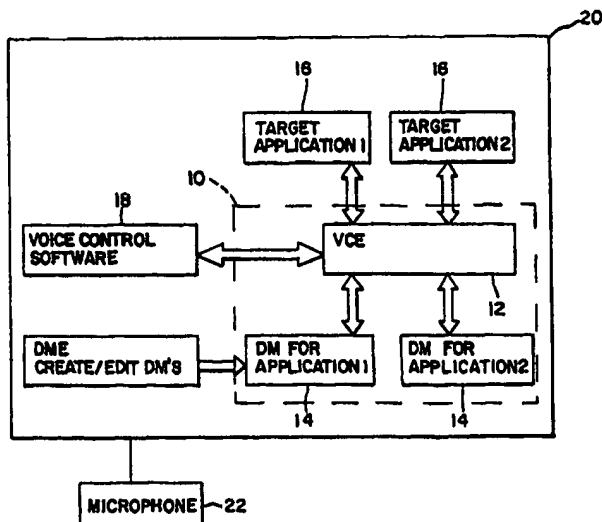 20
16
16
TARGET
APPLICATION 1
TARGET
APPLICATION 2
10
18
VOICE CONTROL
SOFTWARE
VCE
12
DME
CREATE/EDIT DM'S
DM FOR
APPLICATION 1
DM FOR
APPLICATION 2
14
14
MICROPHONE
22